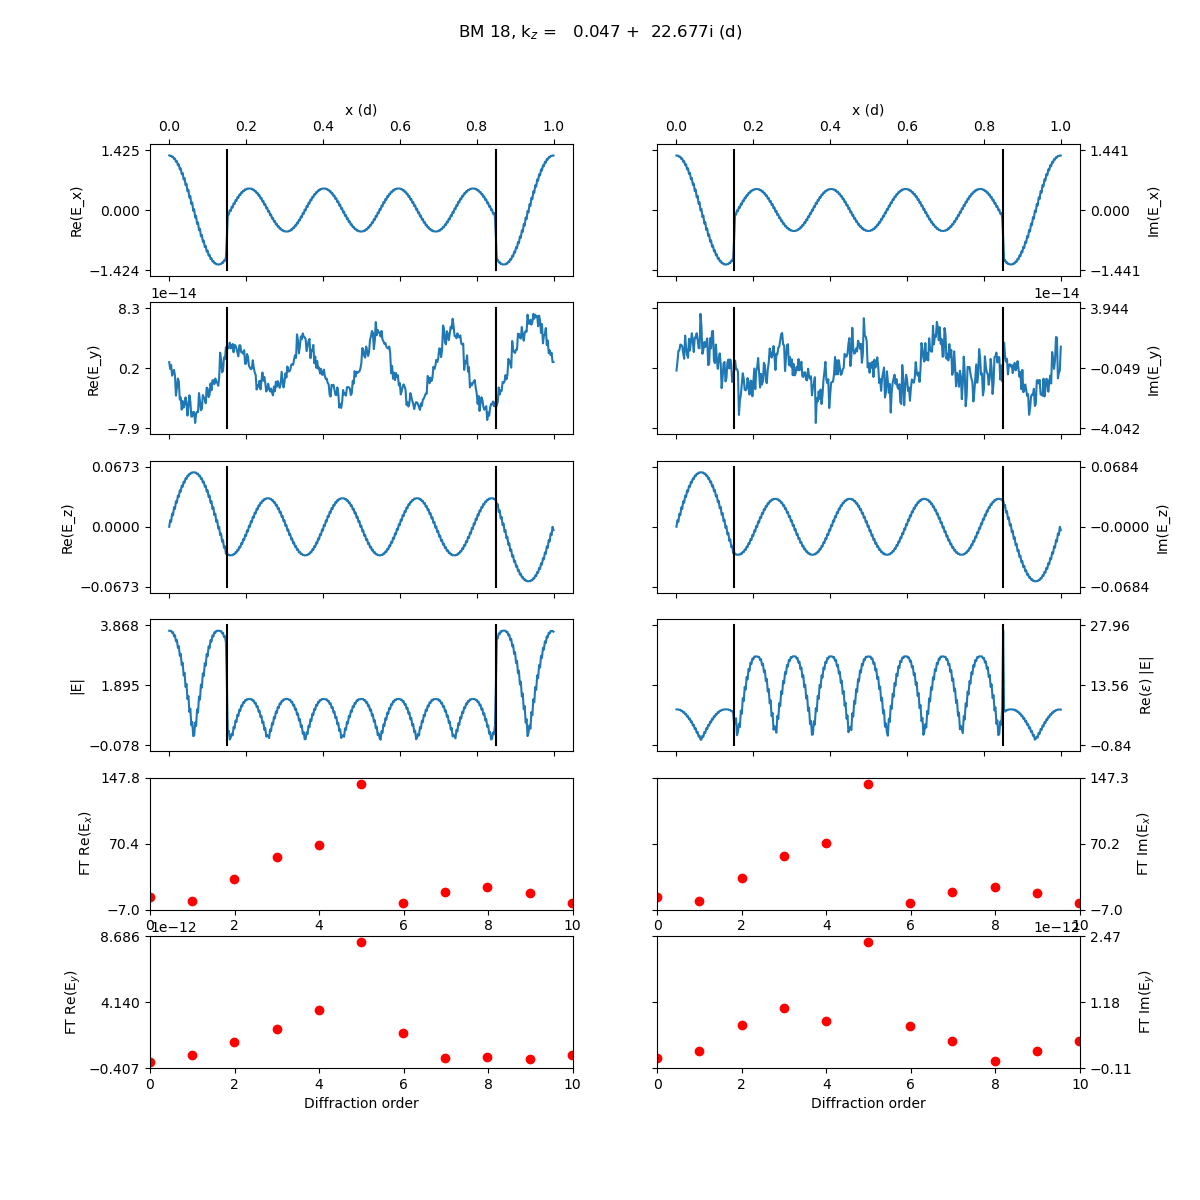 BM 18, k_z = 0.047 + 22.677i (d)
x (d) x (d)
0.0 0.2 0.4 0.6 0.8 1.0 0.0 0.2 0.4 0.6 0.8 1.0
1.425 1.441
Re(E_x) 0.000 0.000 Im(E_x)
−1.424 −1.441
1e−14 1e−14
8.3 3.944
Re(E_y) 0.2 −0.049 Im(E_y)
−7.9 −4.042
0.0673 0.0684
Re(E_z) 0.0000 −0.0000 Im(E_z)
−0.0673 −0.0684
3.868 27.96
|E| 1.895 13.56 Re(ε) |E|
−0.078 −0.84
147.8 147.3
FT Re(E_x) 70.4 70.2 FT Im(E_x)
−7.0 −7.0
0 2 4 6 8 10 0 2 4 6 8 10
1e−12 1e−12
8.686 2.47
FT Re(E_y) 4.140 1.18 FT Im(E_y)
−0.407 −0.11
0 2 4 6 8 10 0 2 4 6 8 10
Diffraction order Diffraction order